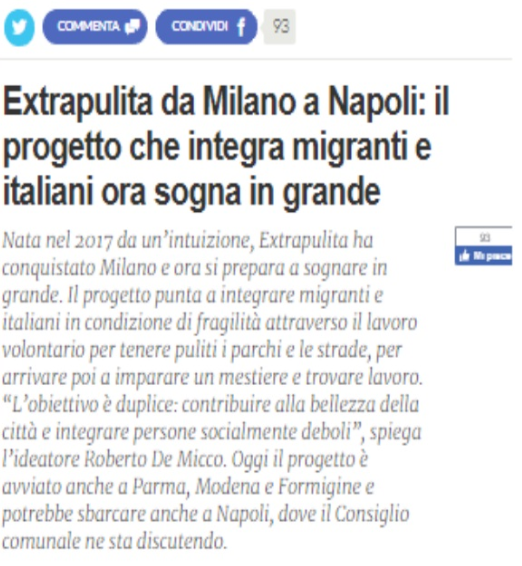 COMMENTA
CONDIVIDI
93
Extrapulita da Milano a Napoli: il
progetto che integra migranti e
italiani ora sogna in grande
Nata nel 2017 da un'intuizione, Extrapulita ha
conquistato Milano e ora si prepara a sognare in
grande. Il progetto punta a integrare migranti e
italiani in condizione di fragilità attraverso il lavoro
volontario per tenere puliti i parchi e le strade, per
arrivare poi a imparare un mestiere e trovare lavoro.
“L'obiettivo è duplice: contribuire alla bellezza della
città e integrare persone socialmente deboli”, spiega
l'ideatore Roberto De Micco. Oggi il progetto è
avviato anche a Parma, Modena e Formigine e
potrebbe sbarcare anche a Napoli, dove il Consiglio
comunale ne sta discutendo.
93